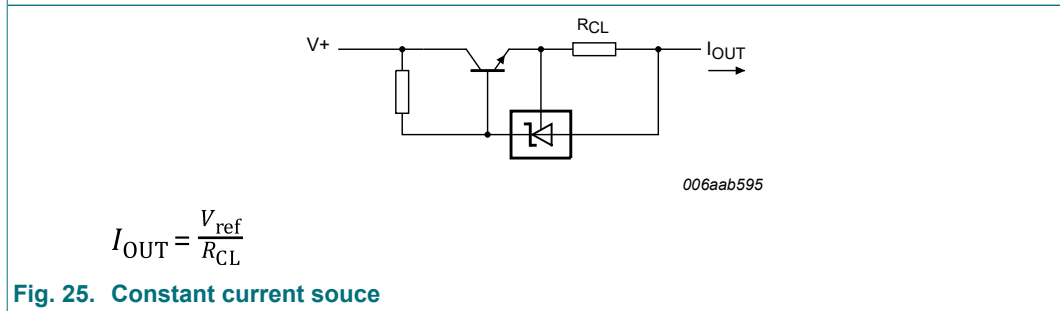 V+ RCL IOUT
006aab595
IOUT = Vref / RCL
Fig. 25. Constant current souce